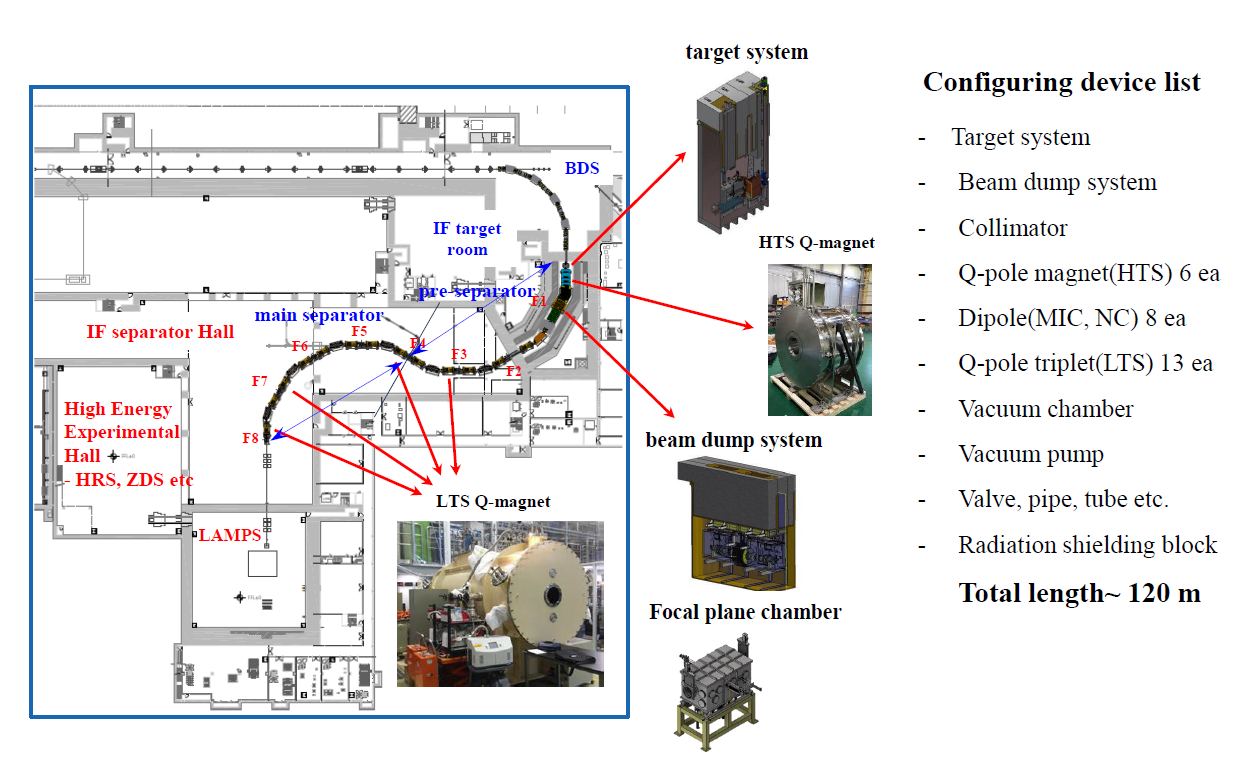 target system
Configuring device list
- Target system
- Beam dump system
- Collimator
- Q-pole magnet(HTS) 6 ea
- Dipole(MIC, NC) 8 ea
- Q-pole triplet(LTS) 13 ea
- Vacuum chamber
- Vacuum pump
- Valve, pipe, tube etc.
- Radiation shielding block
Total length~ 120 m
BDS
IF target
room
HTS Q-magnet
pre-separator
F1
main separator
IF separator Hall
F5
F4
F6
F3
F2
F7
High Energy
Experimental
Hall
- HRS, ZDS etc
F8
beam dump system
LTS Q-magnet
LAMPS
Focal plane chamber